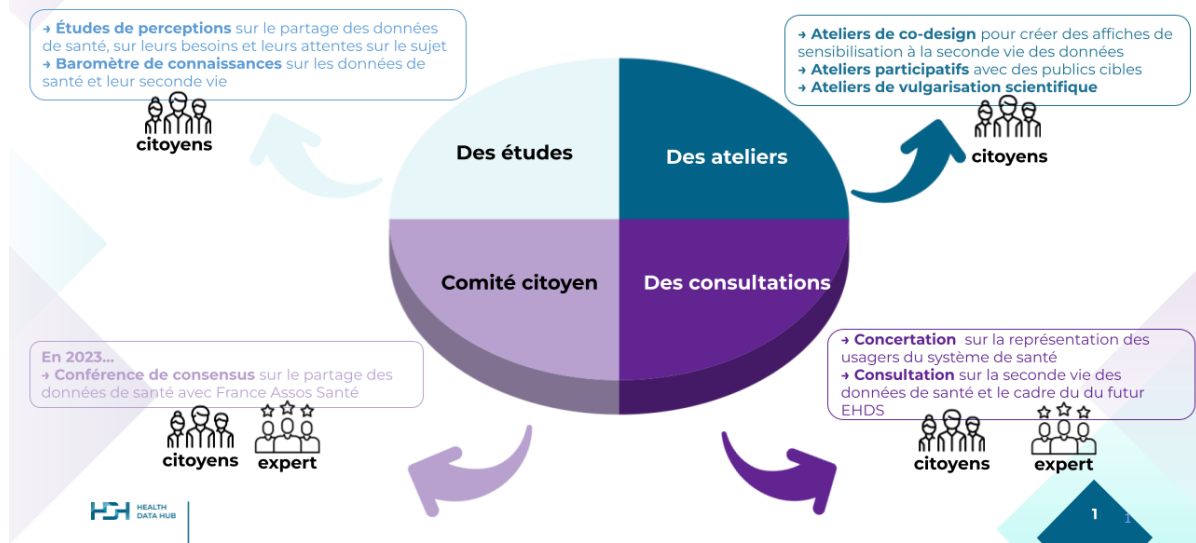 → Études de perceptions sur le partage des données
de santé, sur leurs besoins et leurs attentes sur le sujet
→ Baromètre de connaissances sur les données de
santé et leur seconde vie
citoyens
→ Ateliers de co-design pour créer des affiches de
sensibilisation à la seconde vie des données
→ Ateliers participatifs avec des publics cibles
→ Ateliers de vulgarisation scientifique
citoyens
Des études
Des ateliers
Comité citoyen
Des consultations
En 2023...
→ Conférence de consensus sur le partage des
données de santé avec France Assos Santé
citoyens
expert
→ Concertation sur la représentation des
usagers du système de santé
→ Consultation sur la seconde vie des
données de santé et le cadre du du futur
EHDS
citoyens
expert
HDH HEALTH
DATA HUB
1
1